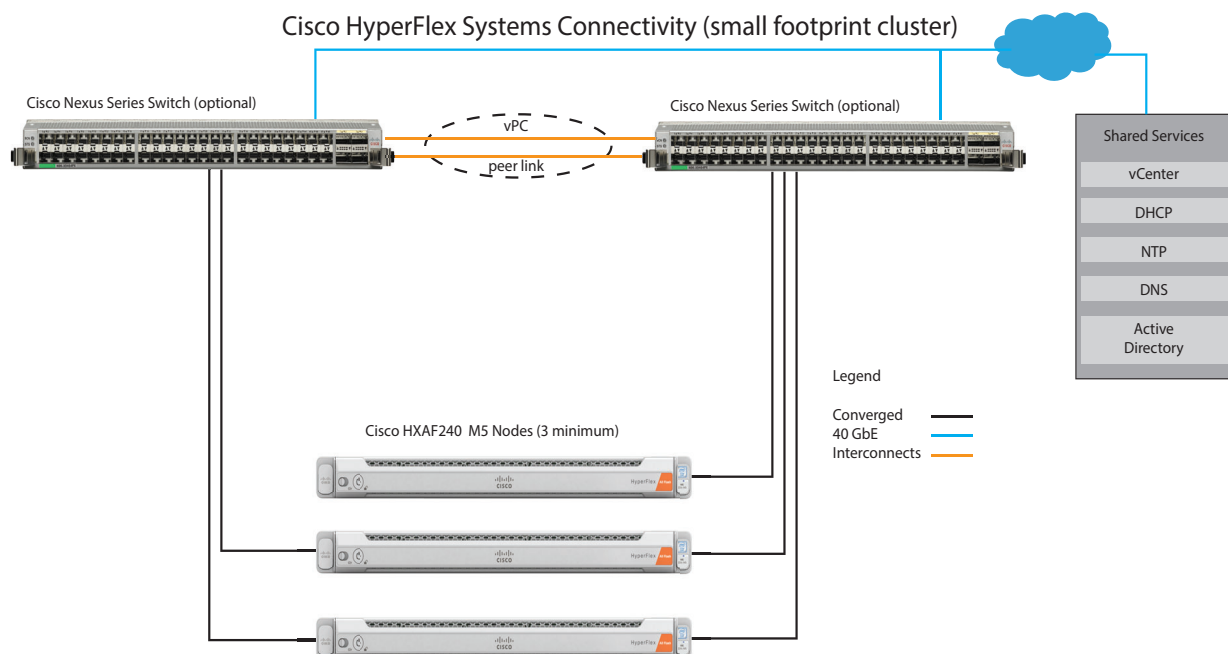 Cisco HyperFlex Systems Connectivity (small footprint cluster)
Cisco Nexus Series Switch (optional)
Cisco Nexus Series Switch (optional)
vPC
peer link
Shared Services
vCenter
DHCP
NTP
DNS
Active
Directory
Legend
Converged
40 GbE
Interconnects
Cisco HXAF240 M5 Nodes (3 minimum)
CISCO
HyperFlex
CISCO
HyperFlex
CISCO
HyperFlex